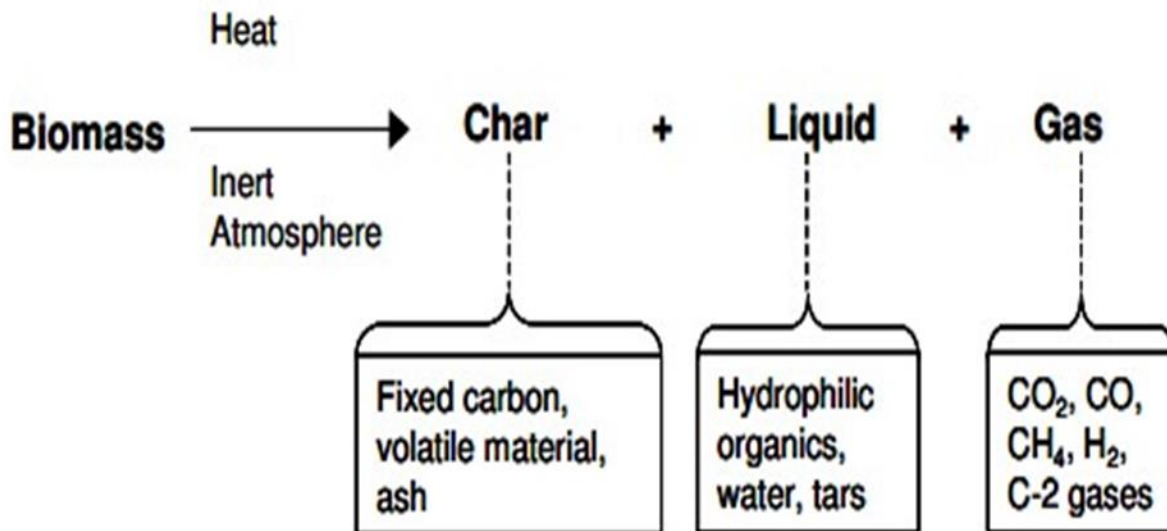 Heat
Biomass Char + Liquid + Gas
Inert
Atmosphere
Fixed carbon,
volatile material,
ash
Hydrophilic
organics,
water, tars
CO₂, CO,
CH₄, H₂,
C-2 gases